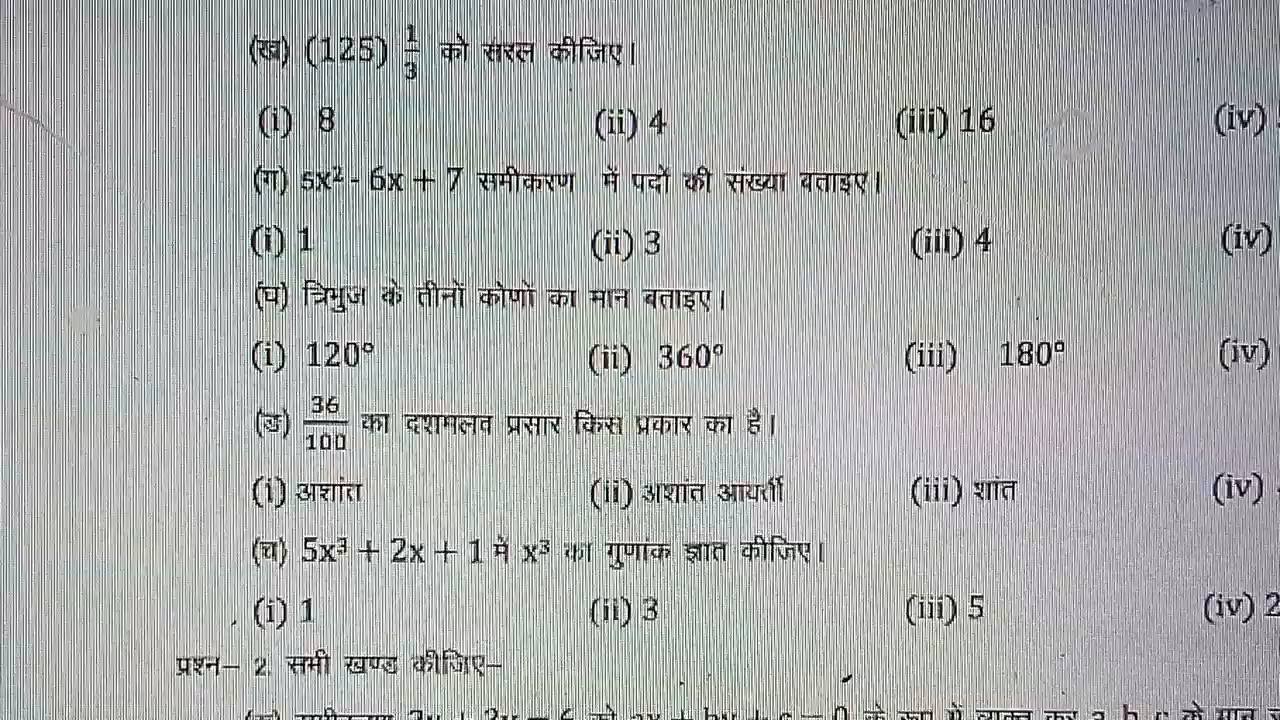 (ख) (125) 1/3 को सरल कीजिए।
(i) 8 (ii) 4 (iii) 16 (iv)
(ग) 5x² - 6x + 7 समीकरण में पदों की संख्या बताइए।
(i) 1 (ii) 3 (iii) 4 (iv)
(घ) त्रिभुज के तीनों कोणों का मान बताइए।
(i) 120° (ii) 360° (iii) 180° (iv)
(ङ) 36/100 का दशमलव प्रसार किस प्रकार का है।
(i) अशांत (ii) अशांत आवर्ती (iii) शांत (iv)
(च) 5x³ + 2x + 1 में x³ का गुणांक ज्ञात कीजिए।
(i) 1 (ii) 3 (iii) 5 (iv) 2
प्रश्न– 2. सभी खण्ड कीजिए–